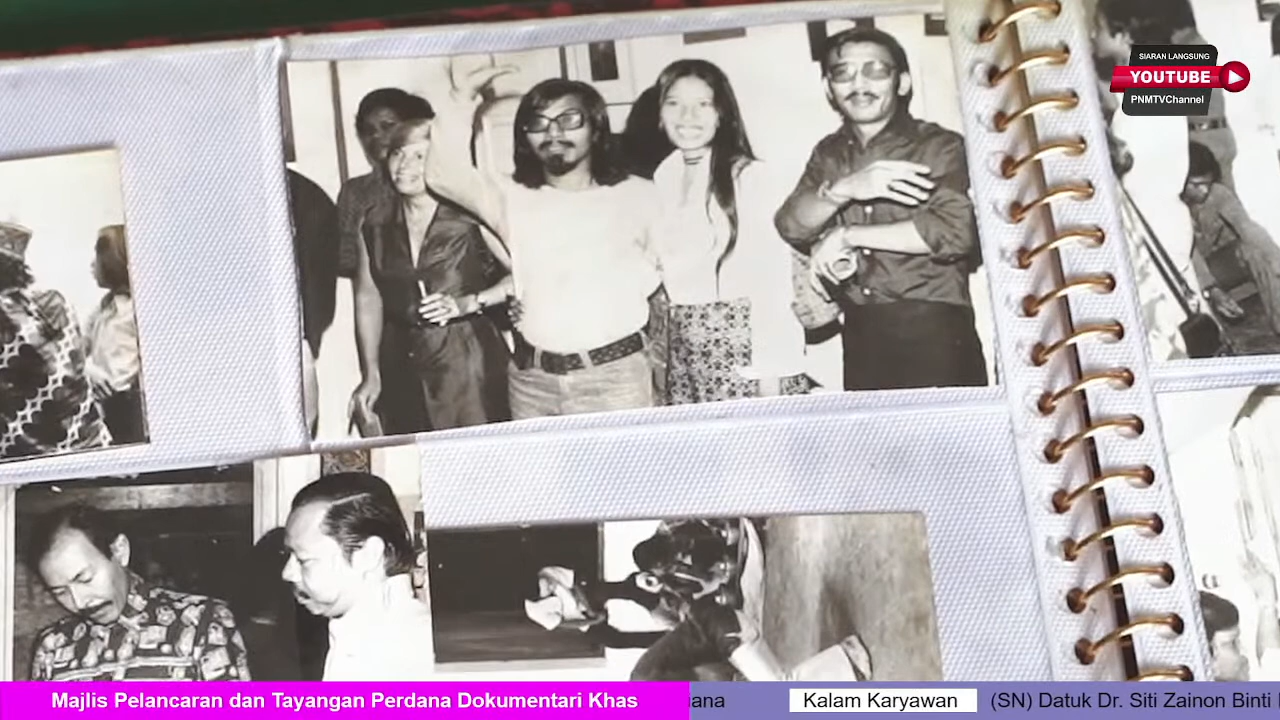 SIARAN LANGSUNG
YOUTUBE
PNMTVChannel
Majlis Pelancaran dan Tayangan Perdana Dokumentari Khas
Kalam Karyawan
(SN) Datuk Dr. Siti Zainon Binti